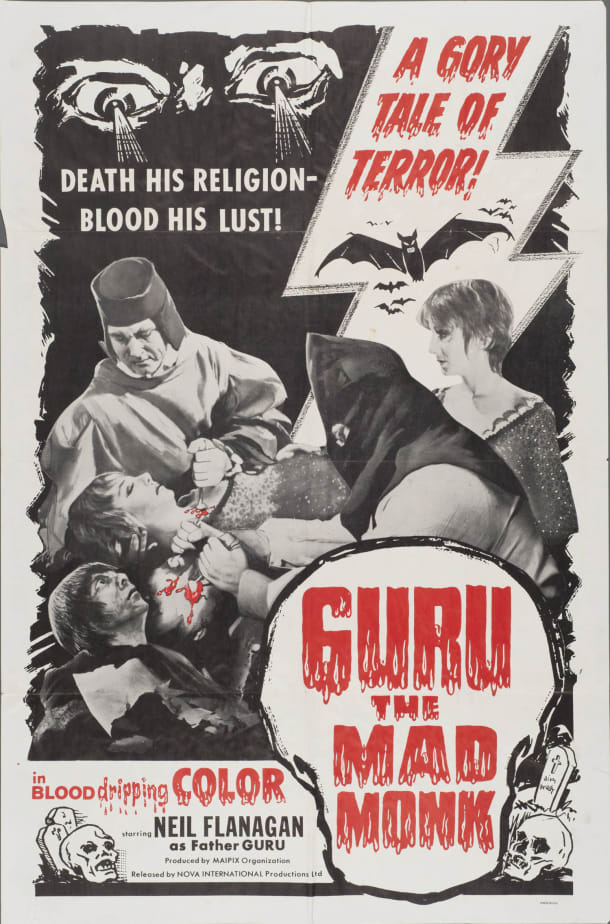 A GORY
TALE OF
TERROR!
DEATH HIS RELIGION-
BLOOD HIS LUST!
GURU
THE
MAD
MONK
in
BLOOD dripping COLOR
starring NEIL FLANAGAN
as Father GURU
Produced by MAIPIX Organization
Released by NOVA INTERNATIONAL Productions Ltd